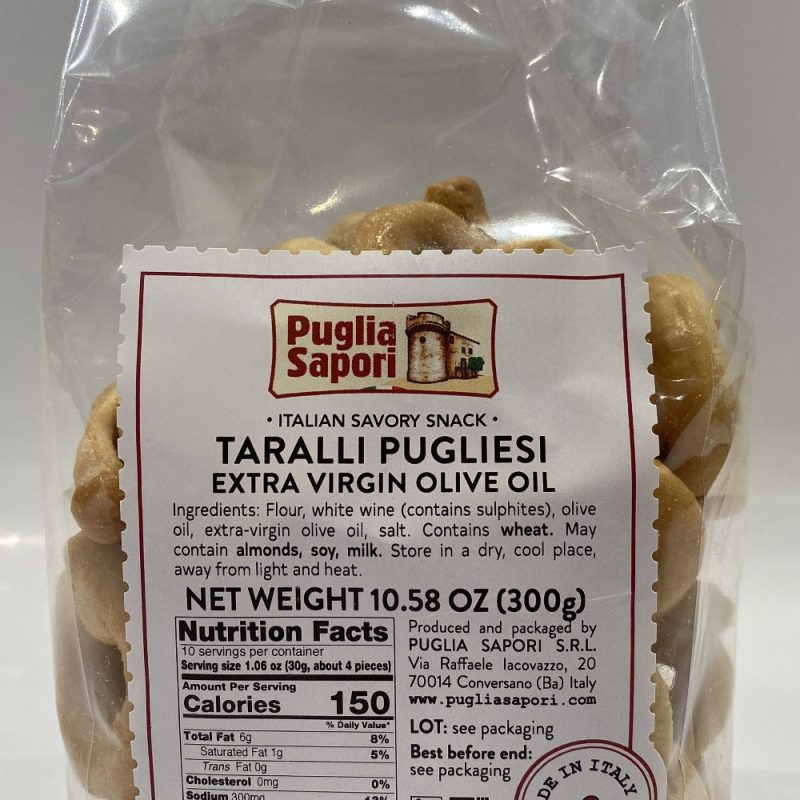 Puglia
Sapori
• ITALIAN SAVORY SNACK •
TARALLI PUGLIESI
EXTRA VIRGIN OLIVE OIL
Ingredients: Flour, white wine (contains sulphites), olive
oil, extra-virgin olive oil, salt. Contains wheat. May
contain almonds, soy, milk. Store in a dry, cool place,
away from light and heat.
NET WEIGHT 10.58 OZ (300g)
Nutrition Facts
10 servings per container
Serving size 1.06 oz (30g, about 4 pieces)
Amount Per Serving
Calories 150
% Daily Value*
Total Fat 6g 8%
Saturated Fat 1g 5%
Trans Fat 0g
Cholesterol 0mg 0%
Sodium 300mg 13%
Produced and packaged by
PUGLIA SAPORI S.R.L.
Via Raffaele Iacovazzo, 20
70014 Conversano (Ba) Italy
www.pugliasapori.com
LOT: see packaging
Best before end:
see packaging
DE IN ITALY